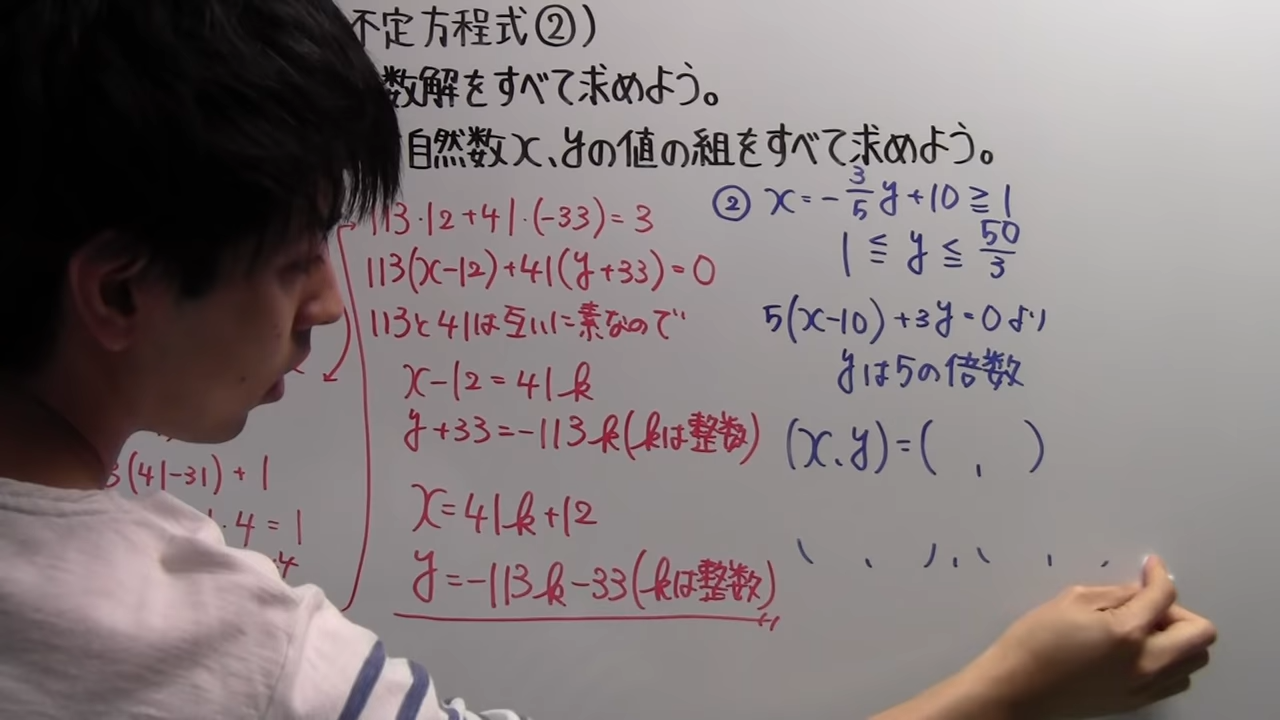 不定方程式②)
数解をすべて求めよう。
自然数x、yの値の組をすべて求めよう。
113・12+41・(-33)=3
113(x-12)+41(y+33)=0
113と41は互いに素なので
x-12=41k
y+33=-113k(kは整数)
x=41k+12
y=-113k-33(kは整数)
3(41-31)+1
・4=1
② x=-3/5y+10≧1
1≦y≦50/3
5(x-10)+3y=0より
yは5の倍数
(x、y)=( , )